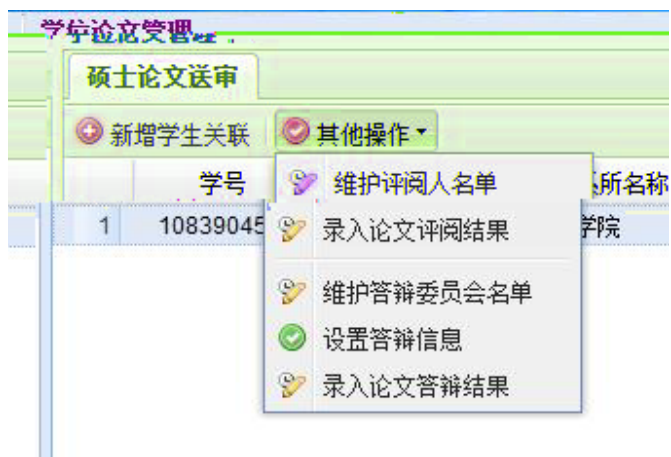 学位论文管理
硕士论文送审
新增学生关联 其他操作
学号 所名称
维护评阅人名单
1 10839045 学院
录入论文评阅结果
维护答辩委员会名单
设置答辩信息
录入论文答辩结果